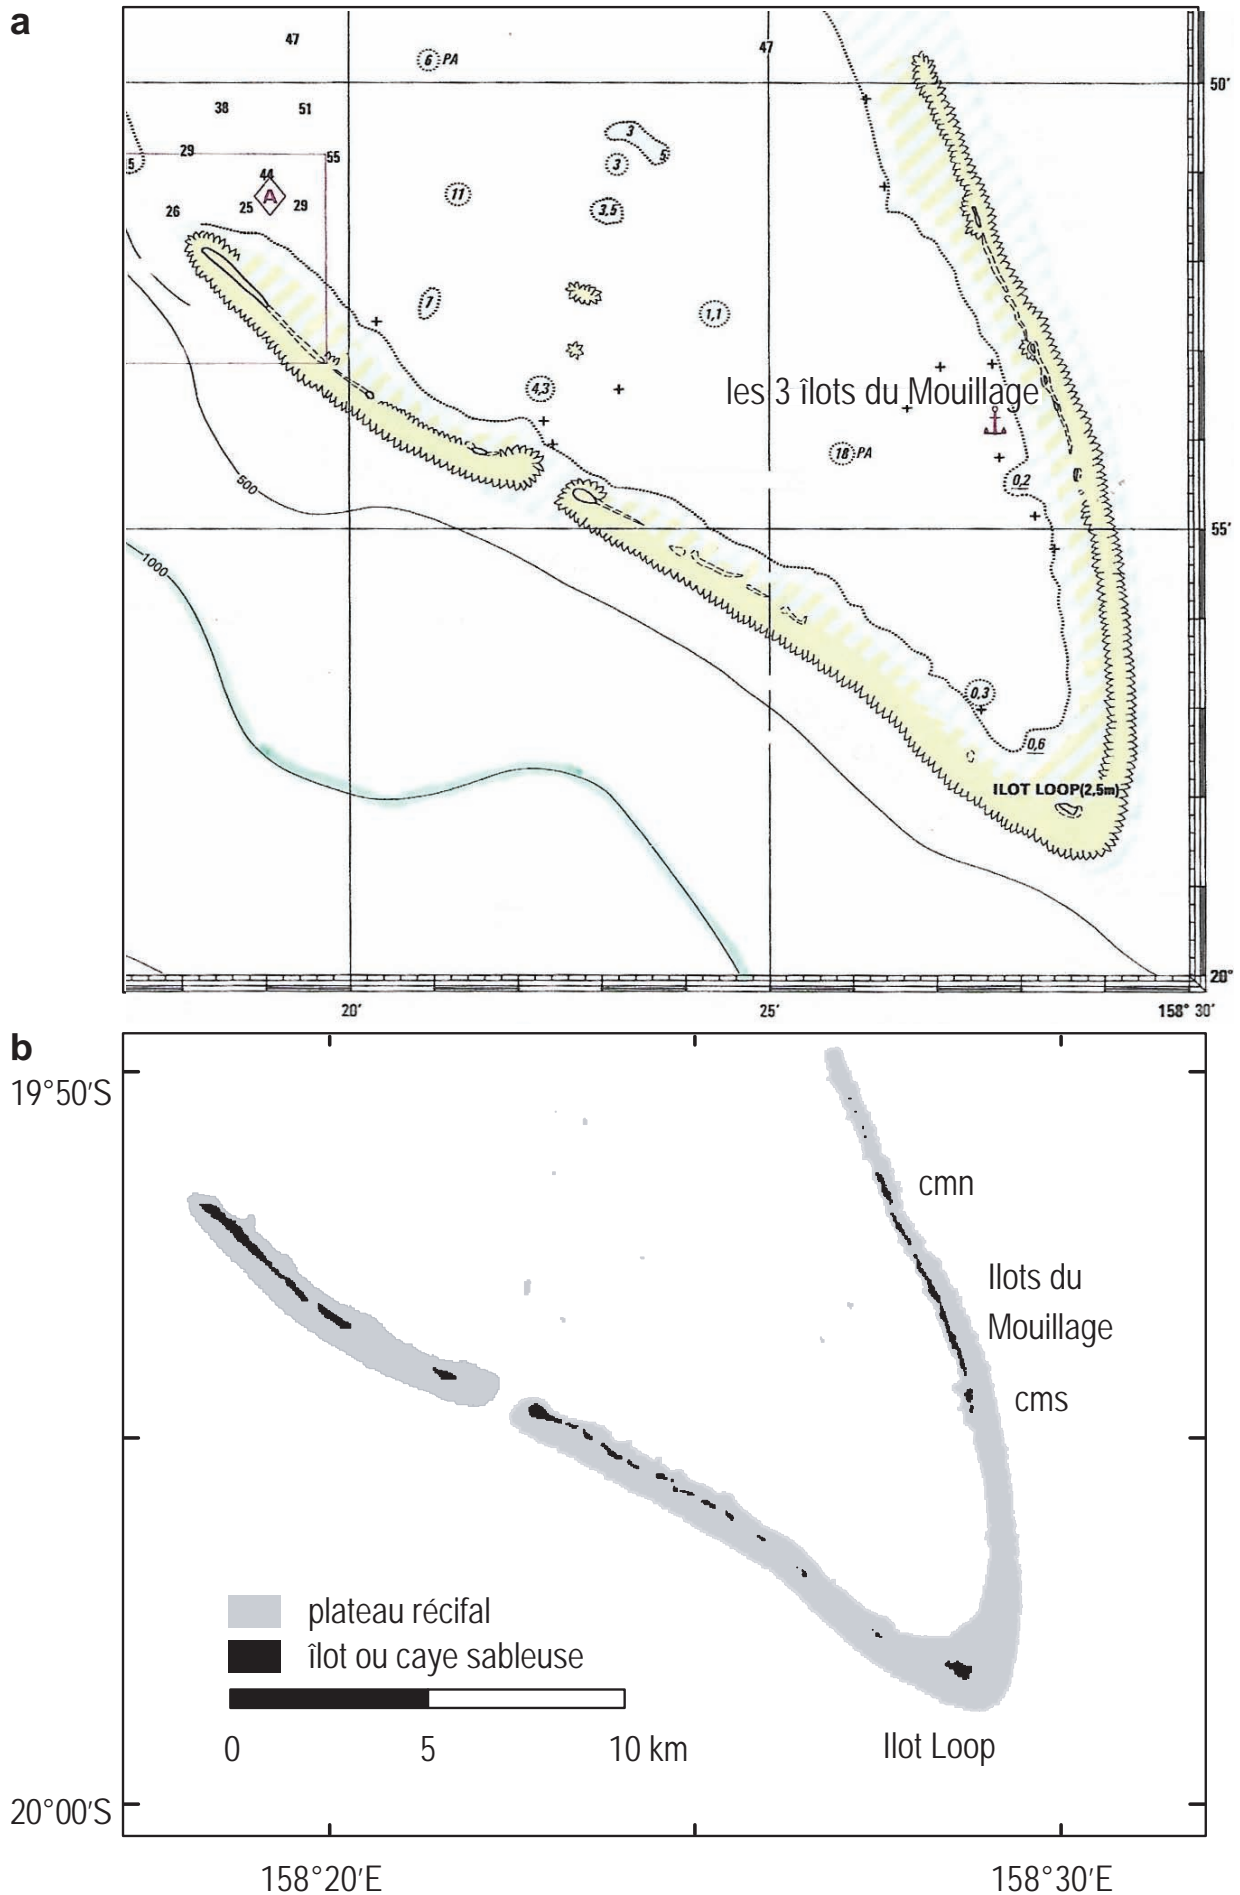 a
47
6 PA
47
50'
38
51
3
5
29
55
3
5
44
A
11
26
25
29
3,5
7
1,1
les 3 îlots du Mouillage
4,3
18 PA
500
0,2
55'
1000
0,3
0,6
ILOT LOOP(2,5m)
20°
20'
25'
158° 30'
b
19°50'S
cmn
Ilots du
Mouillage
cms
plateau récifal
îlot ou caye sableuse
0
5
10 km
Ilot Loop
20°00'S
158°20'E
158°30'E